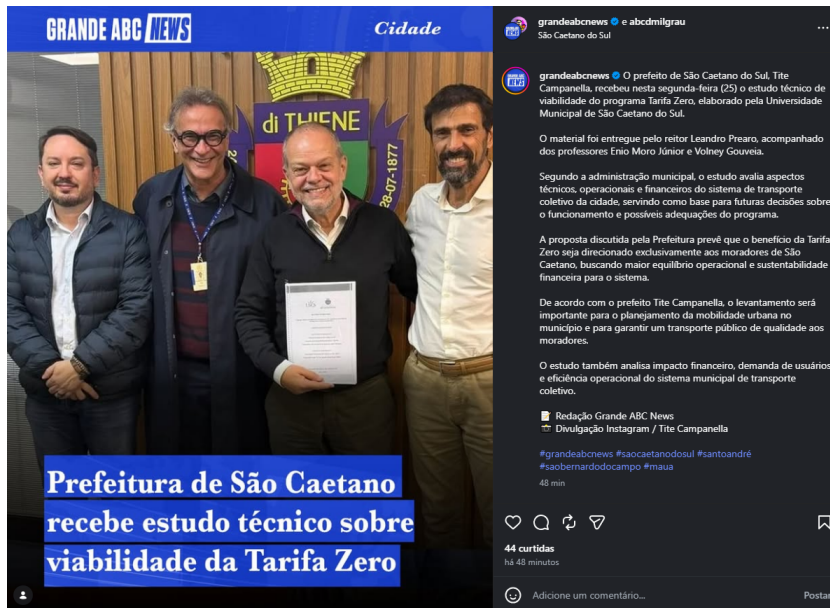 GRANDE ABC NEWS
Cidade
di THIENE
28-07-1877
Prefeitura de São Caetano
recebe estudo técnico sobre
viabilidade da Tarifa Zero
grandeabcnews e abcdmilgrau
São Caetano do Sul
grandeabcnews O prefeito de São Caetano do Sul, Tite
Campanella, recebeu nesta segunda-feira (25) o estudo técnico de
viabilidade do programa Tarifa Zero, elaborado pela Universidade
Municipal de São Caetano do Sul.
O material foi entregue pelo reitor Leandro Prearo, acompanhado
dos professores Enio Moro Júnior e Volney Gouveia.
Segundo a administração municipal, o estudo avalia aspectos
técnicos, operacionais e financeiros do sistema de transporte
coletivo da cidade, servindo como base para futuras decisões sobre
o funcionamento e possíveis adequações do programa.
A proposta discutida pela Prefeitura prevê que o benefício da Tarifa
Zero seja direcionado exclusivamente aos moradores de São
Caetano, buscando maior equilíbrio operacional e sustentabilidade
financeira para o sistema.
De acordo com o prefeito Tite Campanella, o levantamento será
importante para o planejamento da mobilidade urbana no
município e para garantir um transporte público de qualidade aos
moradores.
O estudo também analisa impacto financeiro, demanda de usuários
e eficiência operacional do sistema municipal de transporte
coletivo.
Redação Grande ABC News
Divulgação Instagram / Tite Campanella
#grandeabcnews #saocaetanodosul #santoandré
#saobernardodocampo #maua
48 min
44 curtidas
há 48 minutos
Adicione um comentário...
Postar